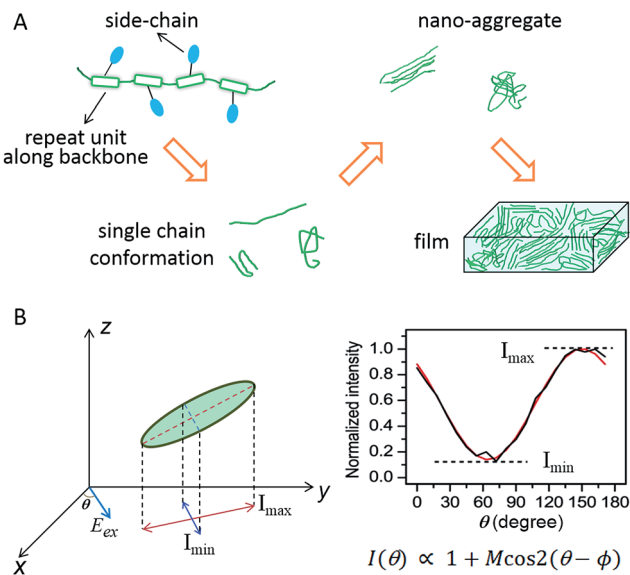 A
side-chain
nano-aggregate
repeat unit
along backbone
single chain
conformation
film
B
z
y
x
θ
E_ex
I_max
I_min
Normalized intensity
1.0
0.8
0.6
0.4
0.2
0.0
I_max
I_min
0 30 60 90 120 150 180
θ (degree)
I(θ) ∝ 1 + Mcos2(θ− ϕ)